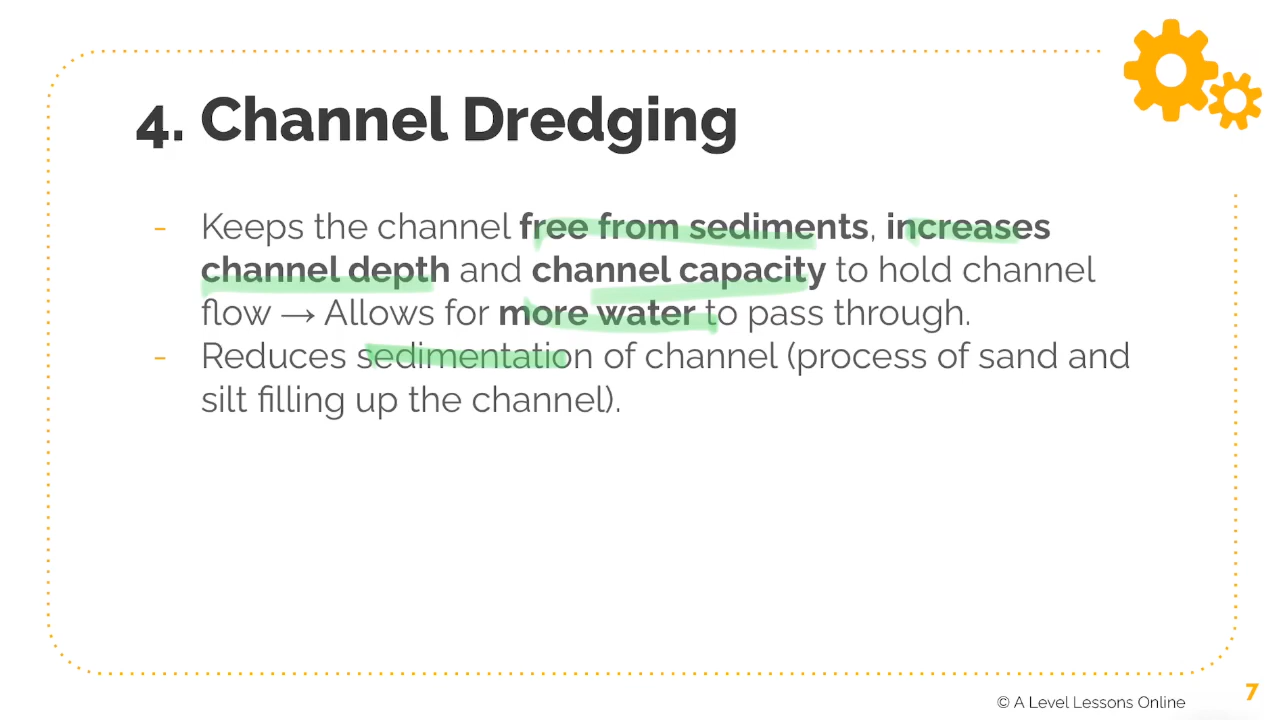 4. Channel Dredging
- Keeps the channel free from sediments, increases
channel depth and channel capacity to hold channel
flow → Allows for more water to pass through.
- Reduces sedimentation of channel (process of sand and
silt filling up the channel).
© A Level Lessons Online
7